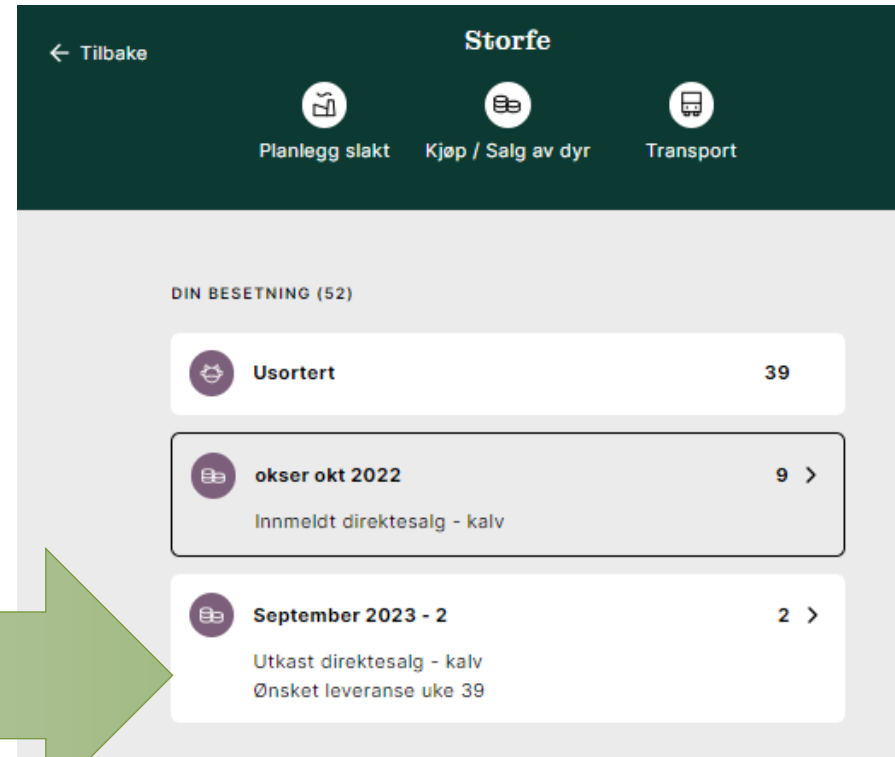 ← Tilbake
Storfe
Planlegg slakt
Kjøp / Salg av dyr
Transport
DIN BESETNING (52)
Usortert 39
okser okt 2022 9
Innmeldt direktesalg - kalv
September 2023 - 2 2
Utkast direktesalg - kalv
Ønsket leveranse uke 39